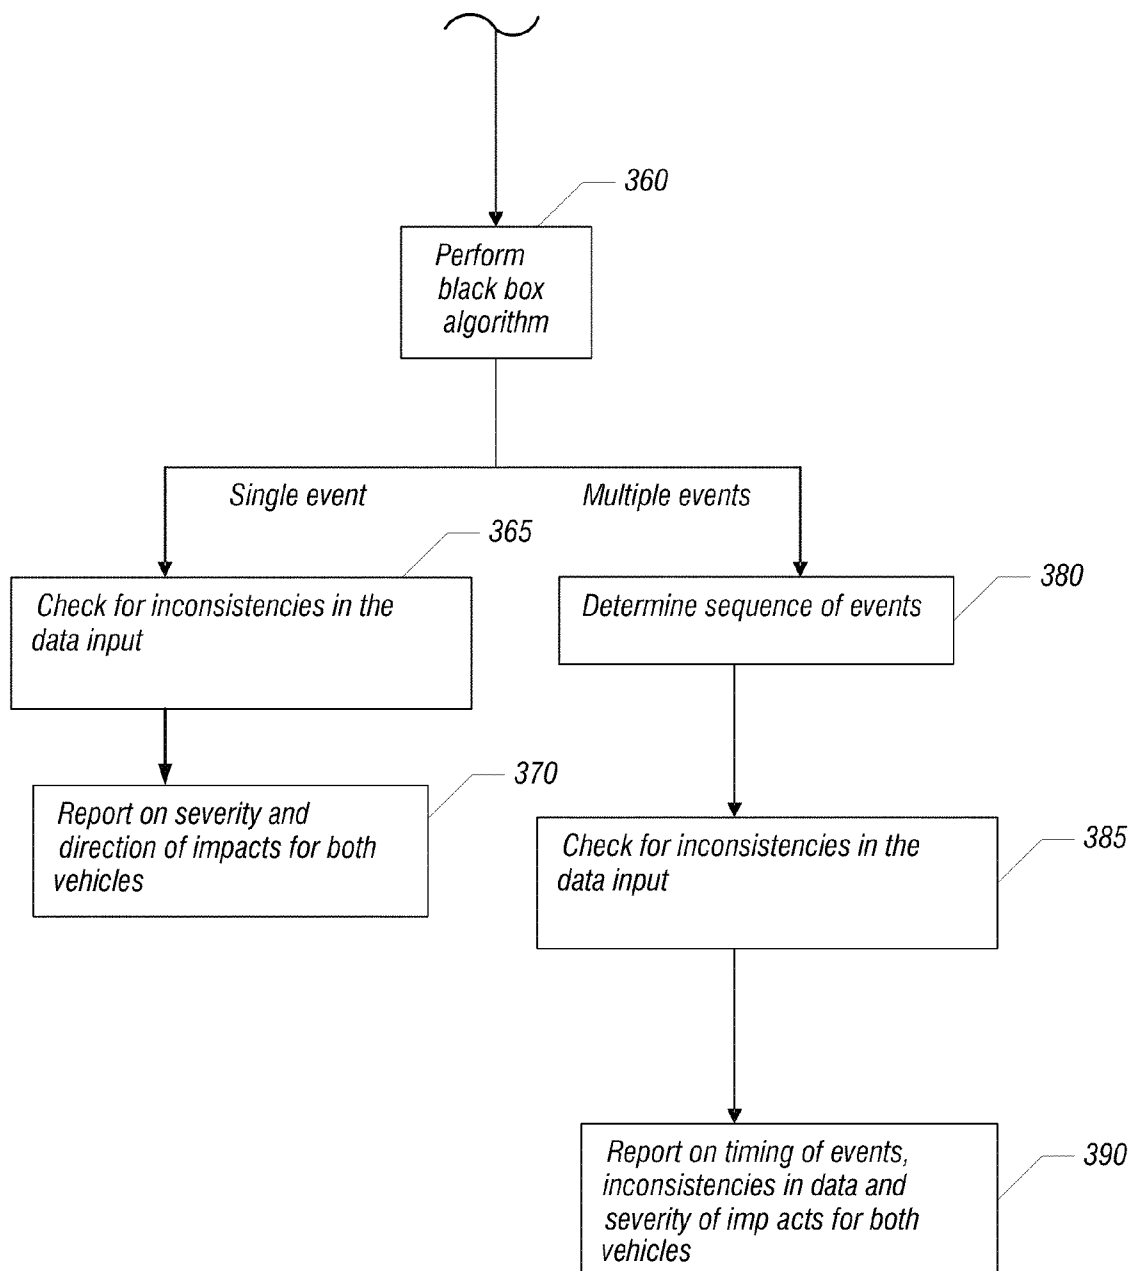 360
Perform
black box
algorithm
Single event
Multiple events
365
380
Check for inconsistencies in the
data input
Determine sequence of events
370
Report on severity and
direction of impacts for both
vehicles
385
Check for inconsistencies in the
data input
390
Report on timing of events,
inconsistencies in data and
severity of imp acts for both
vehicles